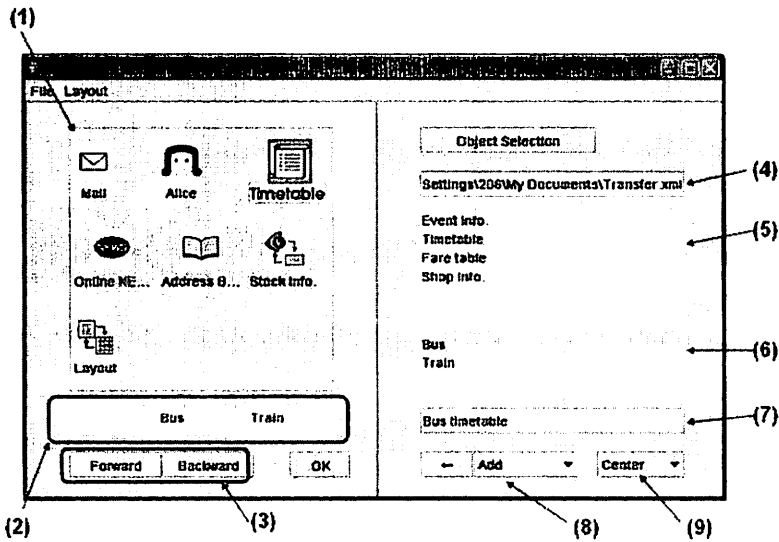 (1)
File Layout
Object Selection
Settings\206\My Documents\Transfer.xml
(4)
Mail Alice Timetable
Event Info.
Timetable
Fare table
Shop Info.
(5)
Online NE... Address B... Stock Info.
Layout
Bus
Train
(6)
Bus Train
Bus timetable
(7)
Forward Backward OK
← Add Center
(2)
(3)
(8)
(9)